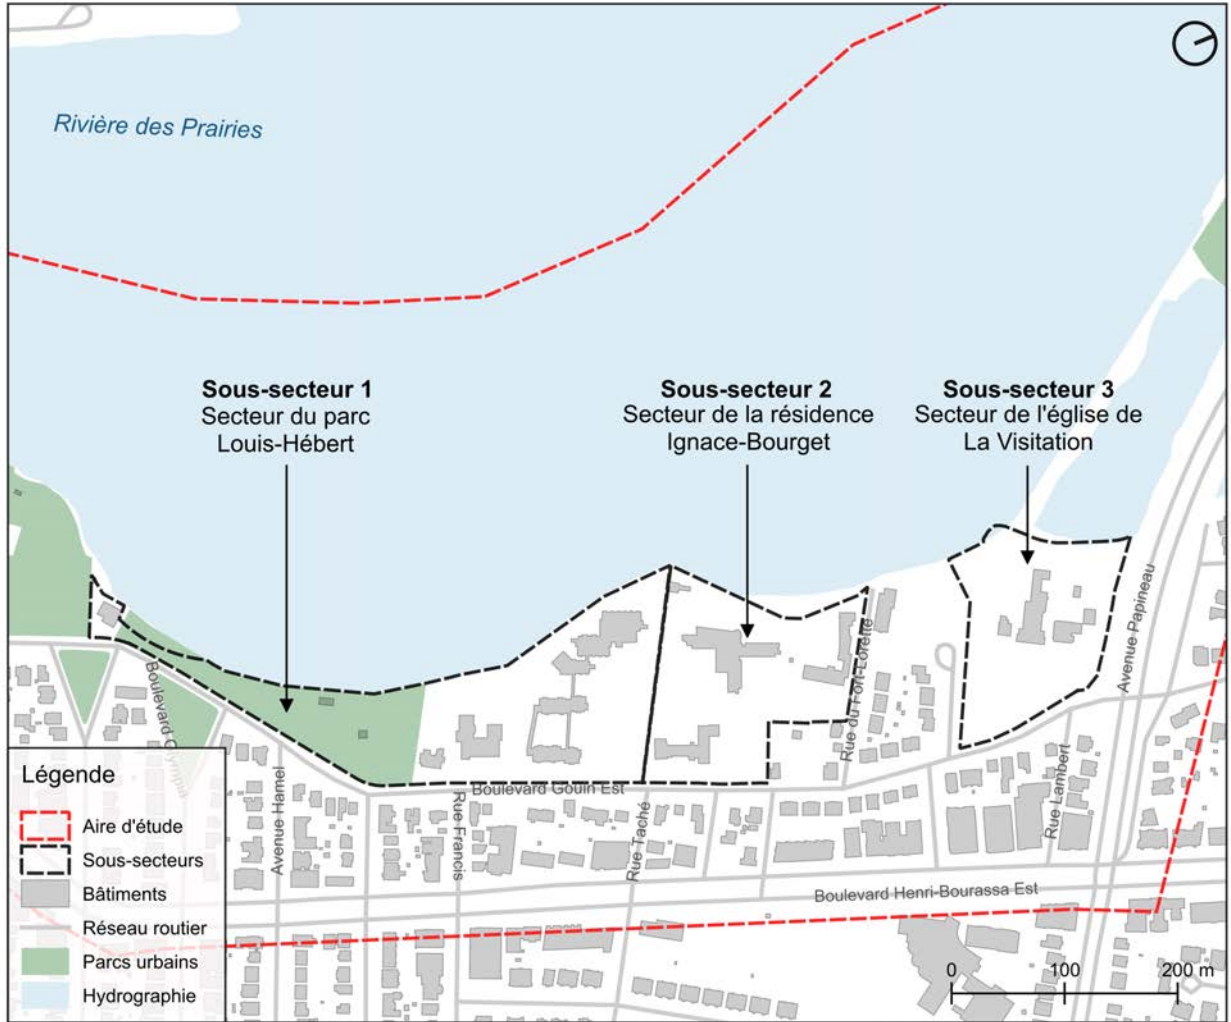 Rivière des Prairies
Sous-secteur 1
Secteur du parc
Louis-Hébert
Sous-secteur 2
Secteur de la résidence
Ignace-Bourget
Sous-secteur 3
Secteur de l'église de
La Visitation
Avenue Papineau
Rue du Fort-Lorette
Boulevard Olympia
Avenue Hamel
Boulevard Gouin Est
Rue Francis
Rue Taché
Rue Lambert
Boulevard Henri-Bourassa Est
Légende
Aire d'étude
Sous-secteurs
Bâtiments
Réseau routier
Parcs urbains
Hydrographie
0 100 200 m